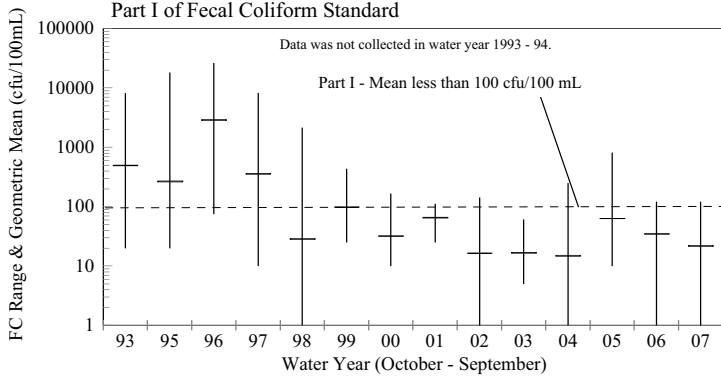 Part I of Fecal Coliform Standard
Data was not collected in water year 1993 - 94.
Part I - Mean less than 100 cfu/100 mL
FC Range & Geometric Mean (cfu/100mL)
100000
10000
1000
100
10
1
93 95 96 97 98 99 00 01 02 03 04 05 06 07
Water Year (October - September)